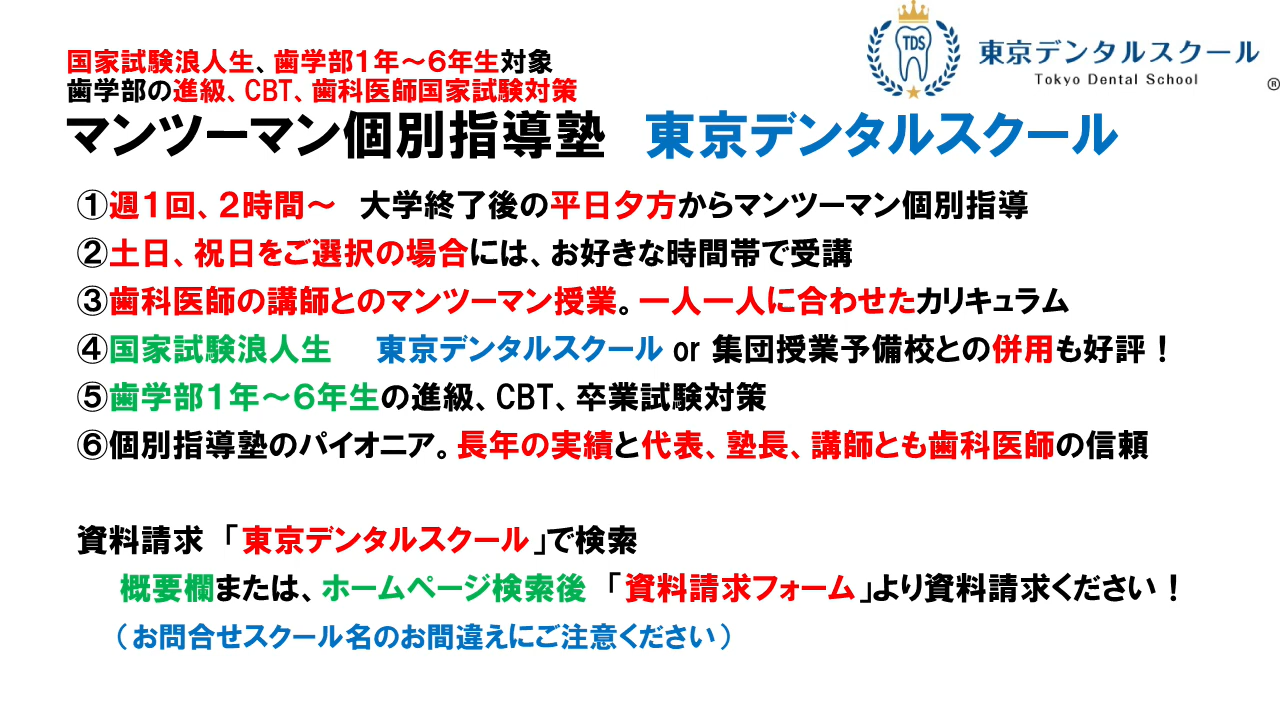 TDS
東京デンタルスクール
Tokyo Dental School
®
国家試験浪人生、歯学部1年～6年生対象
歯学部の進級、CBT、歯科医師国家試験対策
マンツーマン個別指導塾 東京デンタルスクール
①週1回、2時間～ 大学終了後の平日夕方からマンツーマン個別指導
②土日、祝日をご選択の場合には、お好きな時間帯で受講
③歯科医師の講師とのマンツーマン授業。一人一人に合わせたカリキュラム
④国家試験浪人生 東京デンタルスクール or 集団授業予備校との併用も好評！
⑤歯学部1年～6年生の進級、CBT、卒業試験対策
⑥個別指導塾のパイオニア。長年の実績と代表、塾長、講師とも歯科医師の信頼
資料請求 「東京デンタルスクール」で検索
概要欄または、ホームページ検索後 「資料請求フォーム」より資料請求ください！
（お問合せスクール名のお間違えにご注意ください）